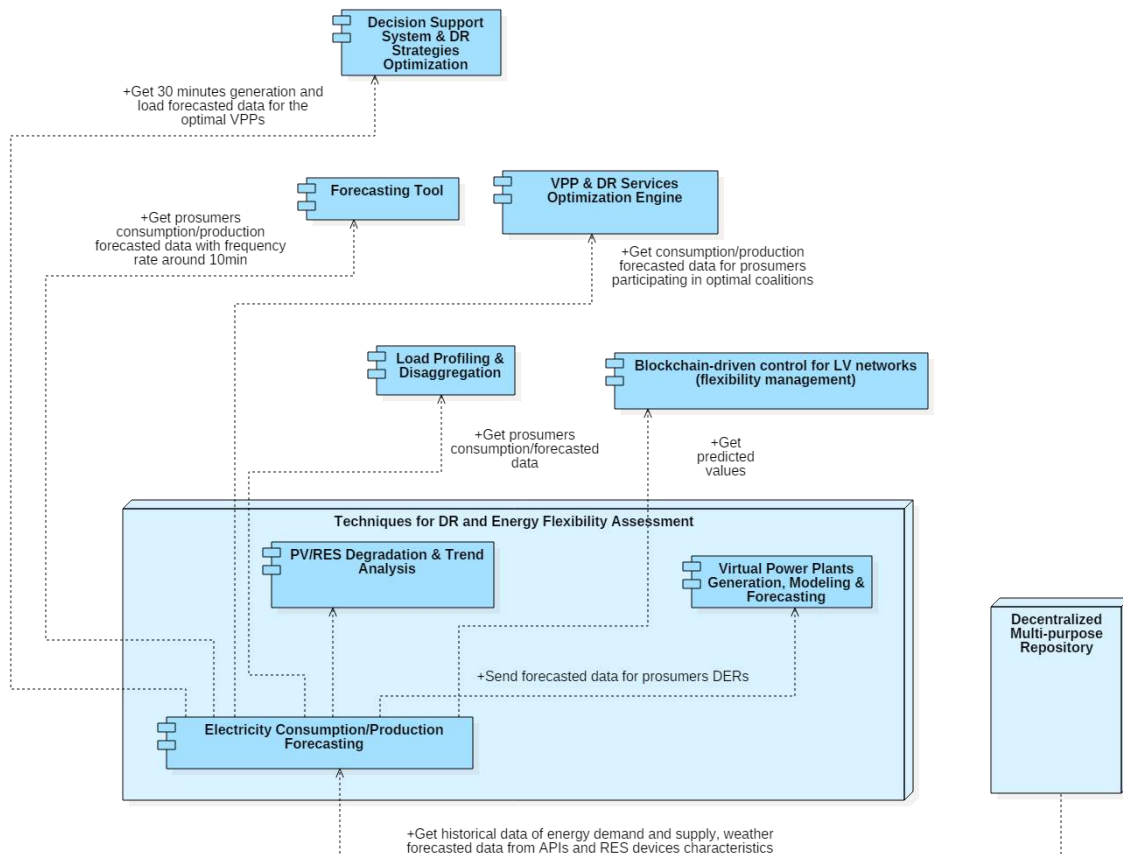 Decision Support
System & DR
Strategies
Optimization
+Get 30 minutes generation and
load forecasted data for the
optimal VPPs
Forecasting Tool
VPP & DR Services
Optimization Engine
+Get prosumers
consumption/production
forecasted data with frequency
rate around 10min
+Get consumption/production
forecasted data for prosumers
participating in optimal coalitions
Load Profiling &
Disaggregation
Blockchain-driven control for LV networks
(flexibility management)
+Get prosumers
consumption/forecasted
data
+Get
predicted
values
Techniques for DR and Energy Flexibility Assessment
PV/RES Degradation & Trend
Analysis
Virtual Power Plants
Generation, Modeling &
Forecasting
Decentralized
Multi-purpose
Repository
+Send forecasted data for prosumers DERs
Electricity Consumption/Production
Forecasting
+Get historical data of energy demand and supply, weather
forecasted data from APIs and RES devices characteristics